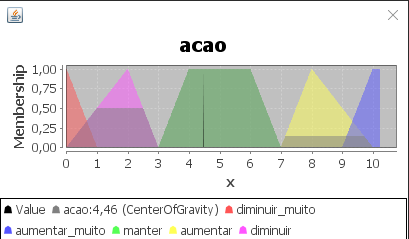 acao
Membership
1,00
0,75
0,50
0,25
0,00
0 1 2 3 4 5 6 7 8 9 10
x
Value acao:4,46 (CenterOfGravity) diminuir_muito
aumentar_muito manter aumentar diminuir